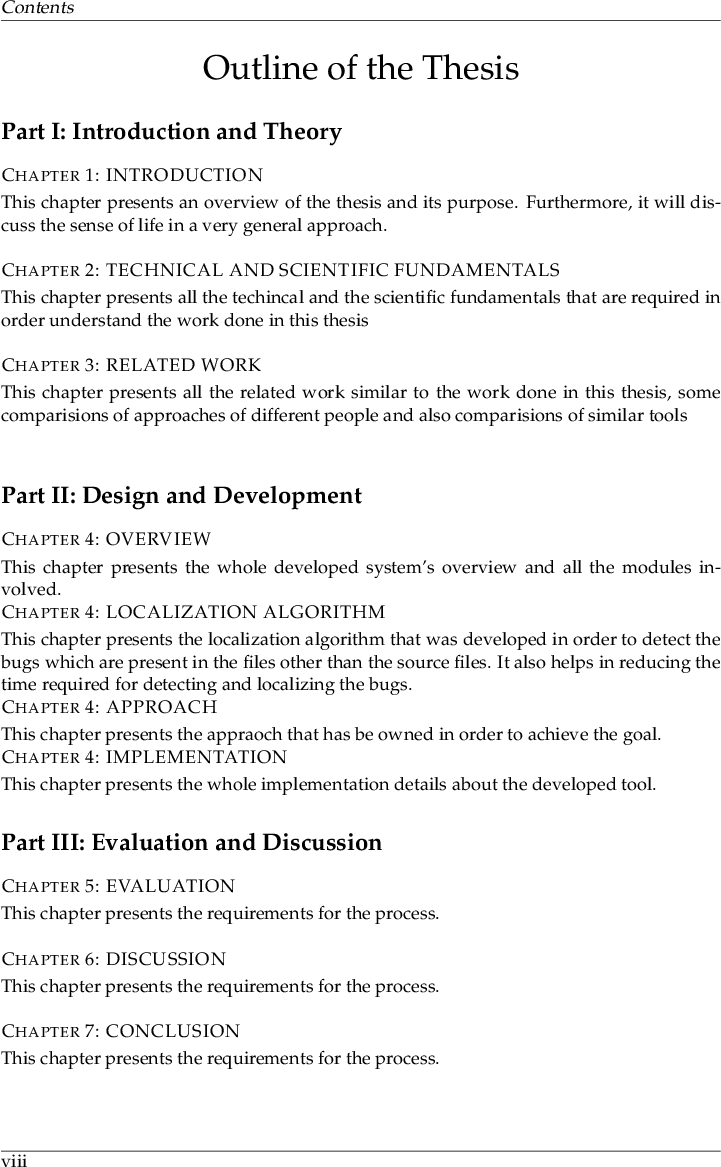 Contents
Outline of the Thesis
Part I: Introduction and Theory
CHAPTER 1: INTRODUCTION
This chapter presents an overview of the thesis and its purpose. Furthermore, it will dis-
cuss the sense of life in a very general approach.
CHAPTER 2: TECHNICAL AND SCIENTIFIC FUNDAMENTALS
This chapter presents all the techincal and the scientific fundamentals that are required in
order understand the work done in this thesis
CHAPTER 3: RELATED WORK
This chapter presents all the related work similar to the work done in this thesis, some
comparisions of approaches of different people and also comparisions of similar tools
Part II: Design and Development
CHAPTER 4: OVERVIEW
This chapter presents the whole developed system's overview and all the modules in-
volved.
CHAPTER 4: LOCALIZATION ALGORITHM
This chapter presents the localization algorithm that was developed in order to detect the
bugs which are present in the files other than the source files. It also helps in reducing the
time required for detecting and localizing the bugs.
CHAPTER 4: APPROACH
This chapter presents the appraoch that has be owned in order to achieve the goal.
CHAPTER 4: IMPLEMENTATION
This chapter presents the whole implementation details about the developed tool.
Part III: Evaluation and Discussion
CHAPTER 5: EVALUATION
This chapter presents the requirements for the process.
CHAPTER 6: DISCUSSION
This chapter presents the requirements for the process.
CHAPTER 7: CONCLUSION
This chapter presents the requirements for the process.
viii